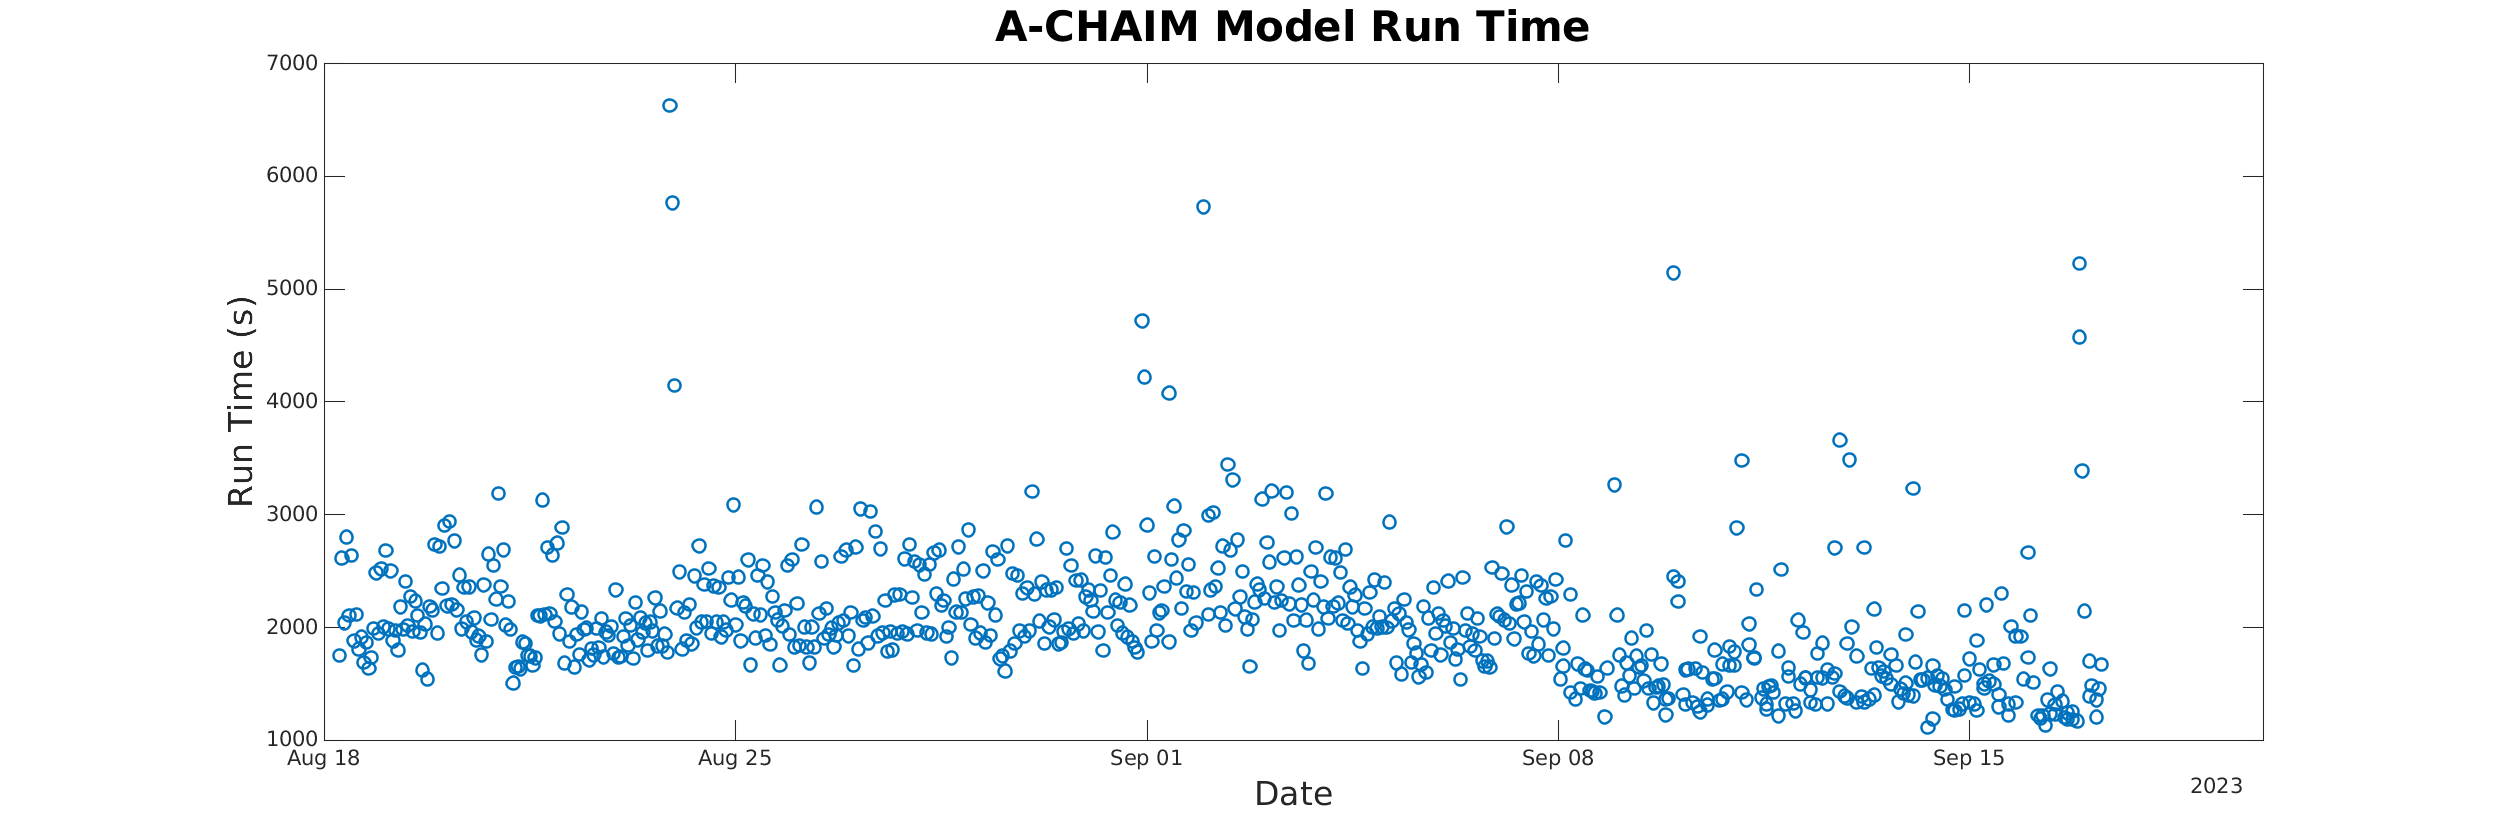 A-CHAIM Model Run Time
7000
6000
5000
4000
3000
2000
1000
Run Time (s)
Aug 18
Aug 25
Sep 01
Sep 08
Sep 15
Date
2023